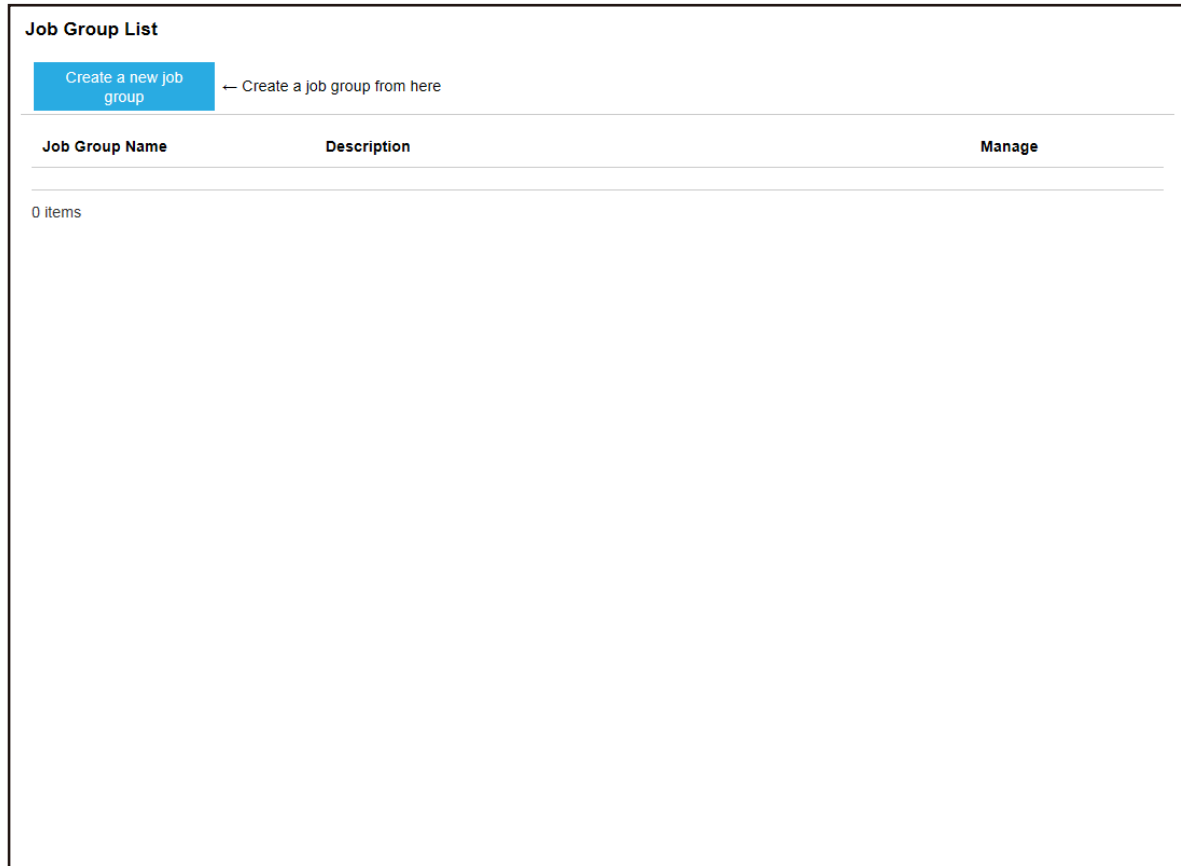 Job Group List
Create a new job
group
← Create a job group from here
Job Group Name Description Manage
0 items